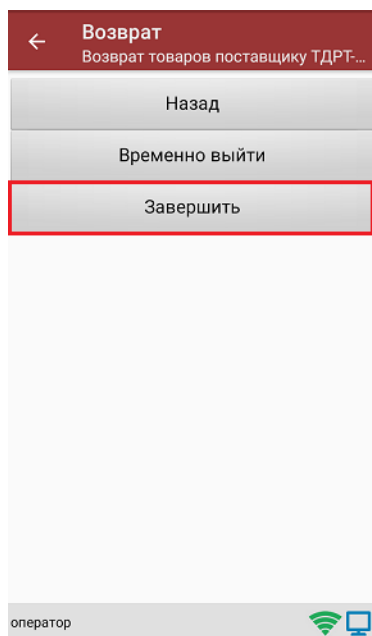 Возврат
Возврат товаров поставщику ТДРТ-...
Назад
Временно выйти
Завершить
оператор